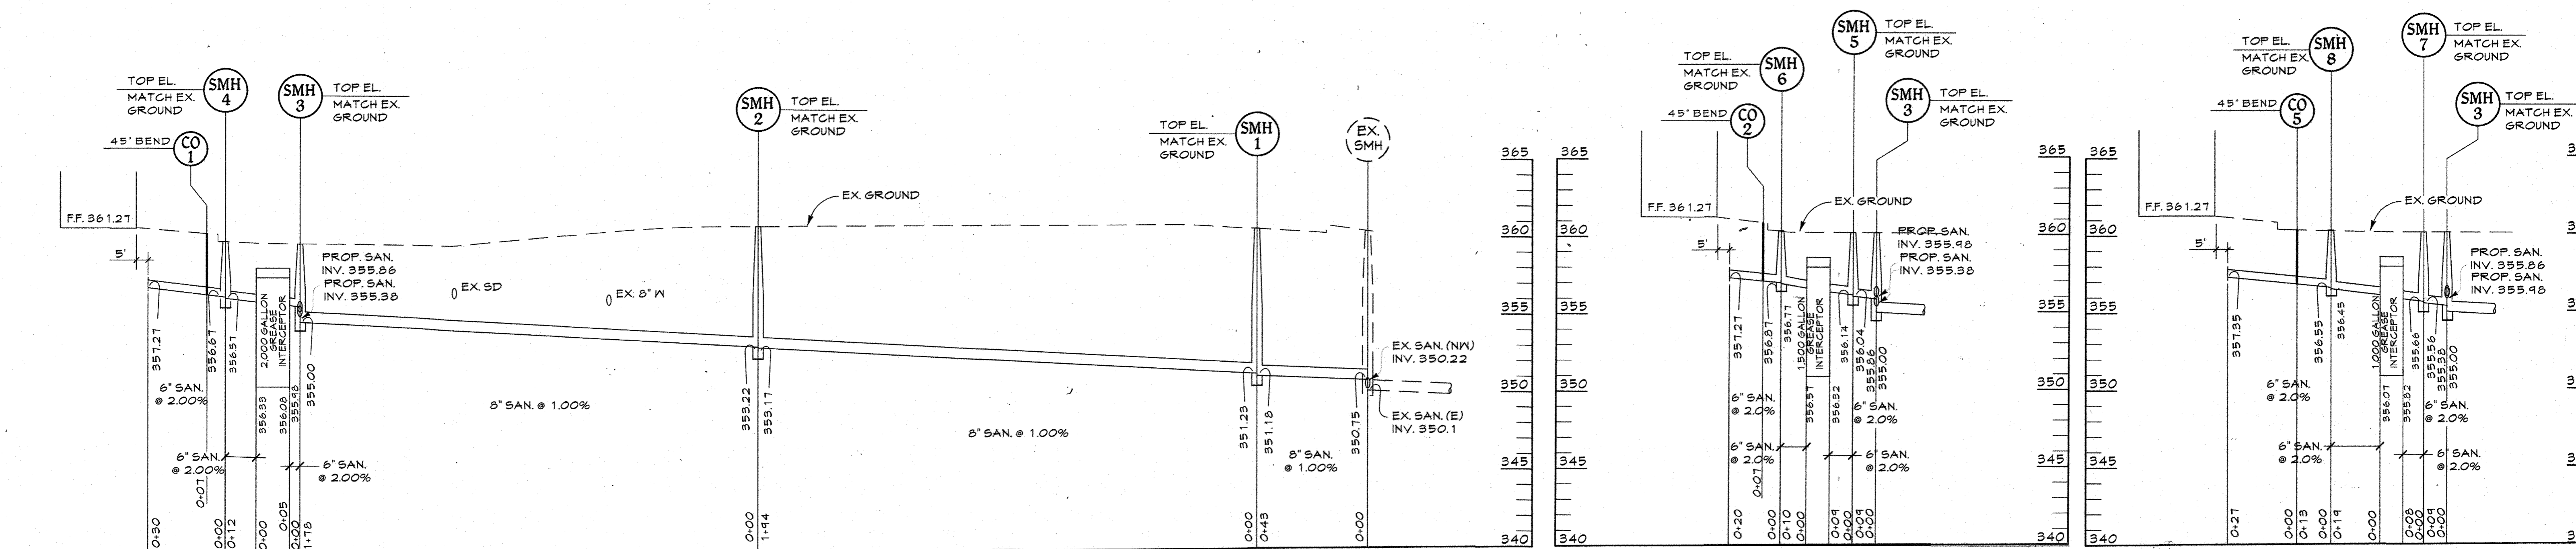 SMH
4
TOP EL.
MATCH EX.
GROUND
SMH
3
TOP EL.
MATCH EX.
GROUND
45° BEND
CO
1
F.F. 361.27
5'
PROP. SAN.
INV. 355.86
PROP. SAN.
INV. 355.38
EX. SD
EX. 8" W
EX. GROUND
SMH
2
TOP EL.
MATCH EX.
GROUND
TOP EL.
MATCH EX.
GROUND
SMH
1
EX.
SMH
EX. SAN. (NW)
INV. 350.22
EX. SAN. (E)
INV. 350.1
357.27
356.67
356.57
2,000 GALLON
GREASE
INTERCEPTOR
356.33
356.08
355.98
355.00
353.22
353.17
351.23
351.18
350.75
6" SAN.
@ 2.00%
6" SAN.
@ 2.00%
6" SAN.
@ 2.00%
8" SAN. @ 1.00%
8" SAN. @ 1.00%
8" SAN.
@ 1.00%
0+30
0+07
0+00
0+12
0+00
0+05
0+00
1+78
0+00
1+94
0+00
0+43
0+00
365
360
355
350
345
340
365
360
355
350
345
340
TOP EL.
MATCH EX.
GROUND
SMH
6
SMH
5
TOP EL.
MATCH EX.
GROUND
45° BEND
CO
2
SMH
3
TOP EL.
MATCH EX.
GROUND
F.F. 361.27
5'
EX. GROUND
PROP. SAN.
INV. 355.98
PROP. SAN.
INV. 355.38
357.27
356.87
356.77
1,500 GALLON
GREASE
INTERCEPTOR
356.57
356.32
356.14
356.04
355.86
355.00
6" SAN.
@ 2.0%
6" SAN.
@ 2.0%
6" SAN.
@ 2.0%
6" SAN.
@ 2.0%
0+20
0+07
0+00
0+10
0+00
0+09
0+00
0+09
0+00
365
360
355
350
345
340
365
360
355
350
345
340
TOP EL.
MATCH EX.
GROUND
SMH
8
SMH
7
TOP EL.
MATCH EX.
GROUND
45° BEND
CO
5
SMH
3
TOP EL.
MATCH EX.
GROUND
F.F. 361.27
5'
EX. GROUND
PROP. SAN.
INV. 355.86
PROP. SAN.
INV. 355.98
357.35
356.55
356.45
1,000 GALLON
GREASE
INTERCEPTOR
356.07
355.82
355.66
355.56
355.38
355.00
6" SAN.
@ 2.0%
6" SAN.
@ 2.0%
6" SAN.
@ 2.0%
6" SAN.
@ 2.0%
0+27
0+00
0+13
0+00
0+19
0+00
0+08
0+00
0+09
0+00